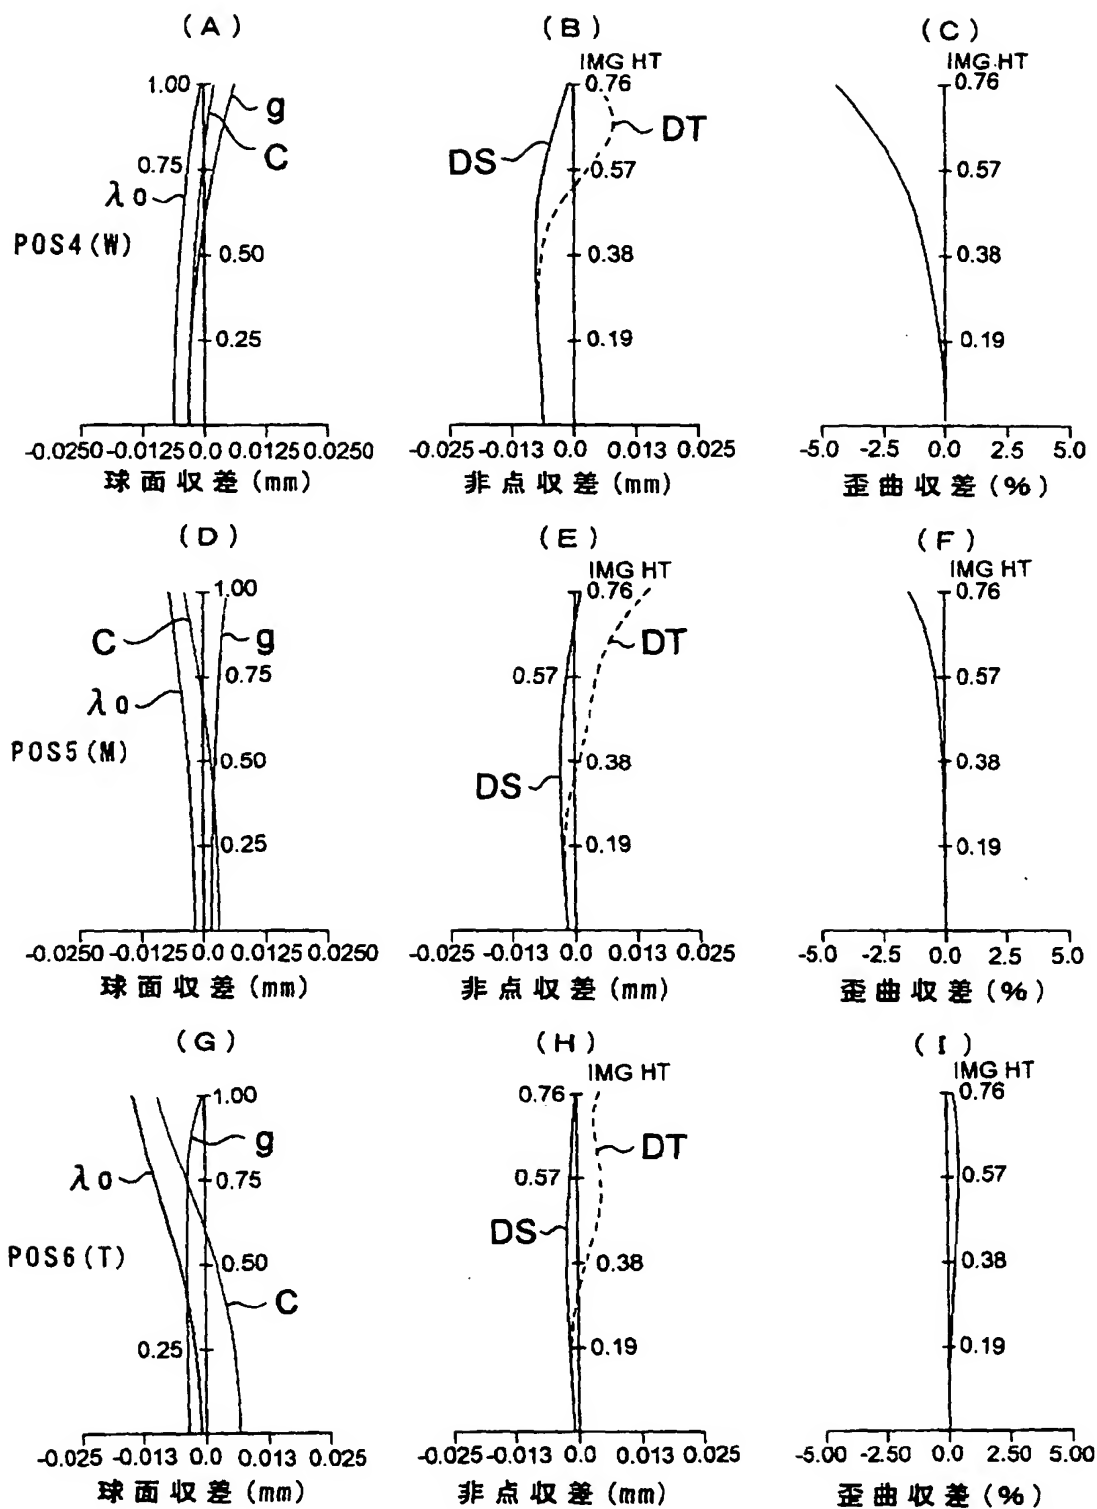 (A) (B) (C)
IMG HT IMG HT
1.00 0.76 0.76
g DT
C DS
0.75 0.57 0.57
λ0
POS4(W) 0.50 0.38 0.38
0.25 0.19 0.19
-0.0250 -0.0125 0.0 0.0125 0.0250 -0.025 -0.013 0.0 0.013 0.025 -5.0 -2.5 0.0 2.5 5.0
球面収差(mm) 非点収差(mm) 歪曲収差(%)
(D) (E) (F)
IMG HT IMG HT
1.00 0.76 0.76
C g DT
0.75 0.57 0.57
λ0
POS5(M) 0.50 0.38 0.38
DS
0.25 0.19 0.19
-0.0250 -0.0125 0.0 0.0125 0.0250 -0.025 -0.013 0.0 0.013 0.025 -5.0 -2.5 0.0 2.5 5.0
球面収差(mm) 非点収差(mm) 歪曲収差(%)
(G) (H) (I)
IMG HT IMG HT
1.00 0.76 0.76
g DT
λ0 0.75 0.57 0.57
DS
POS6(T) 0.50 0.38 0.38
C
0.25 0.19 0.19
-0.025 -0.013 0.0 0.013 0.025 -0.025 -0.013 0.0 0.013 0.025 -5.00 -2.50 0.0 2.50 5.00
球面収差(mm) 非点収差(mm) 歪曲収差(%)